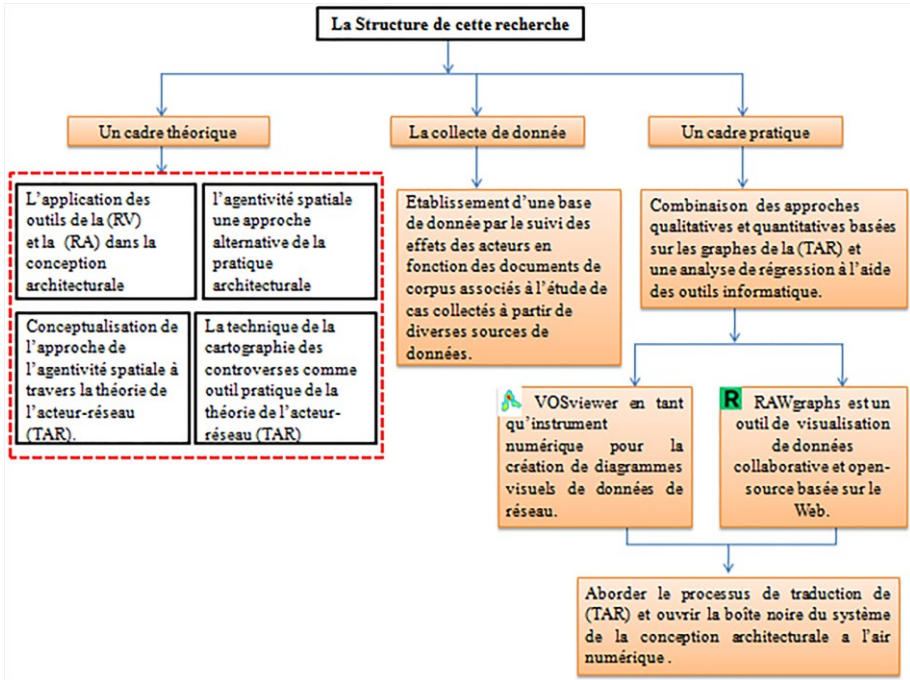 La Structure de cette recherche
Un cadre théorique
La collecte de donnée
Un cadre pratique
L'application des
outils de la (RV)
et la (RA) dans la
conception
architecturale
l'agentivité spatiale
une approche
alternative de la
pratique
architecturale
Conceptualisation de
l'approche de
l'agentivité spatiale à
travers la théorie de
l'acteur-réseau (TAR).
La technique de la
cartographie des
controverses comme
outil pratique de la
théorie de l'acteur-
réseau (TAR)
Etablissement d'une base
de donnée par le suivi des
effets des acteurs en
fonction des documents de
corpus associés à l'étude de
cas collectés à partir de
diverses sources de
données.
Combinaison des approches
qualitatives et quantitatives basées
sur les graphes de la (TAR) et
une analyse de régression à l'aide
des outils informatique.
VOSviewer en tant
qu'instrument
numérique pour la
création de diagrammes
visuels de données de
réseau.
R RAWgraphs est un
outil de visualisation
de données
collaborative et open-
source basée sur le
Web.
Aborder le processus de traduction de
(TAR) et ouvrir la boîte noire du système
de la conception architecturale a l'air
numérique .